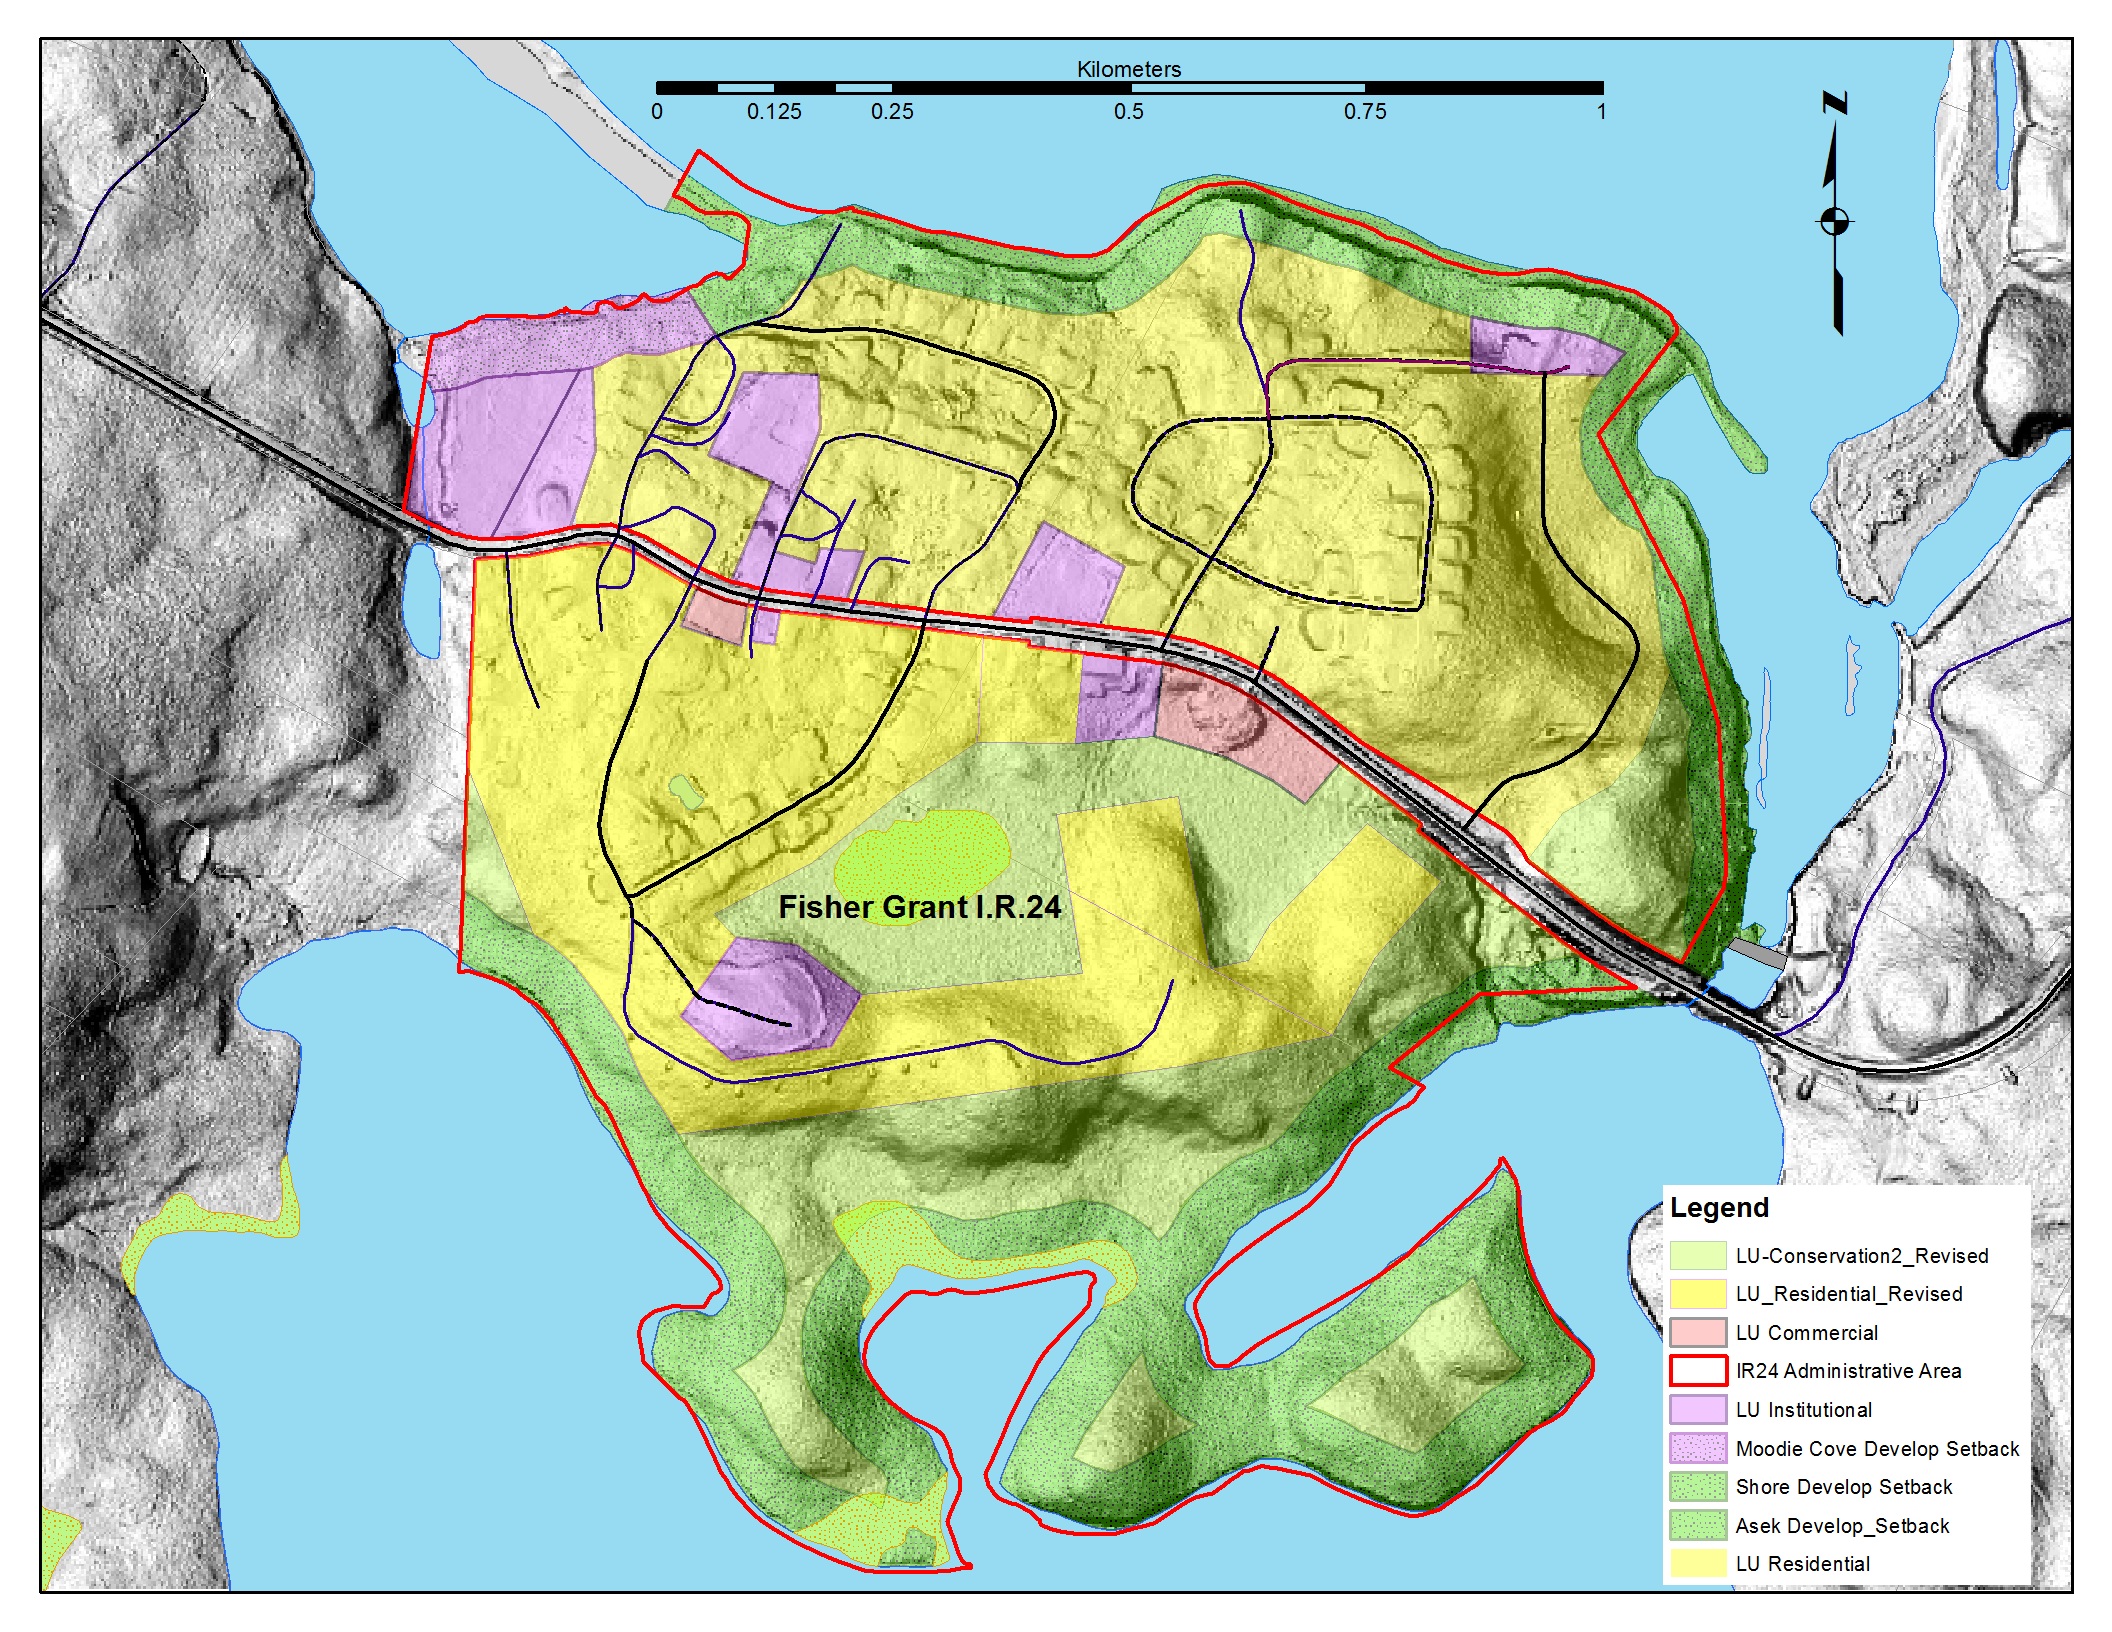 Kilometers
0 0.125 0.25 0.5 0.75 1
N
Fisher Grant I.R.24
Legend
LU-Conservation2_Revised
LU_Residential_Revised
LU Commercial
IR24 Administrative Area
LU Institutional
Moodie Cove Develop Setback
Shore Develop Setback
Asek Develop_Setback
LU Residential